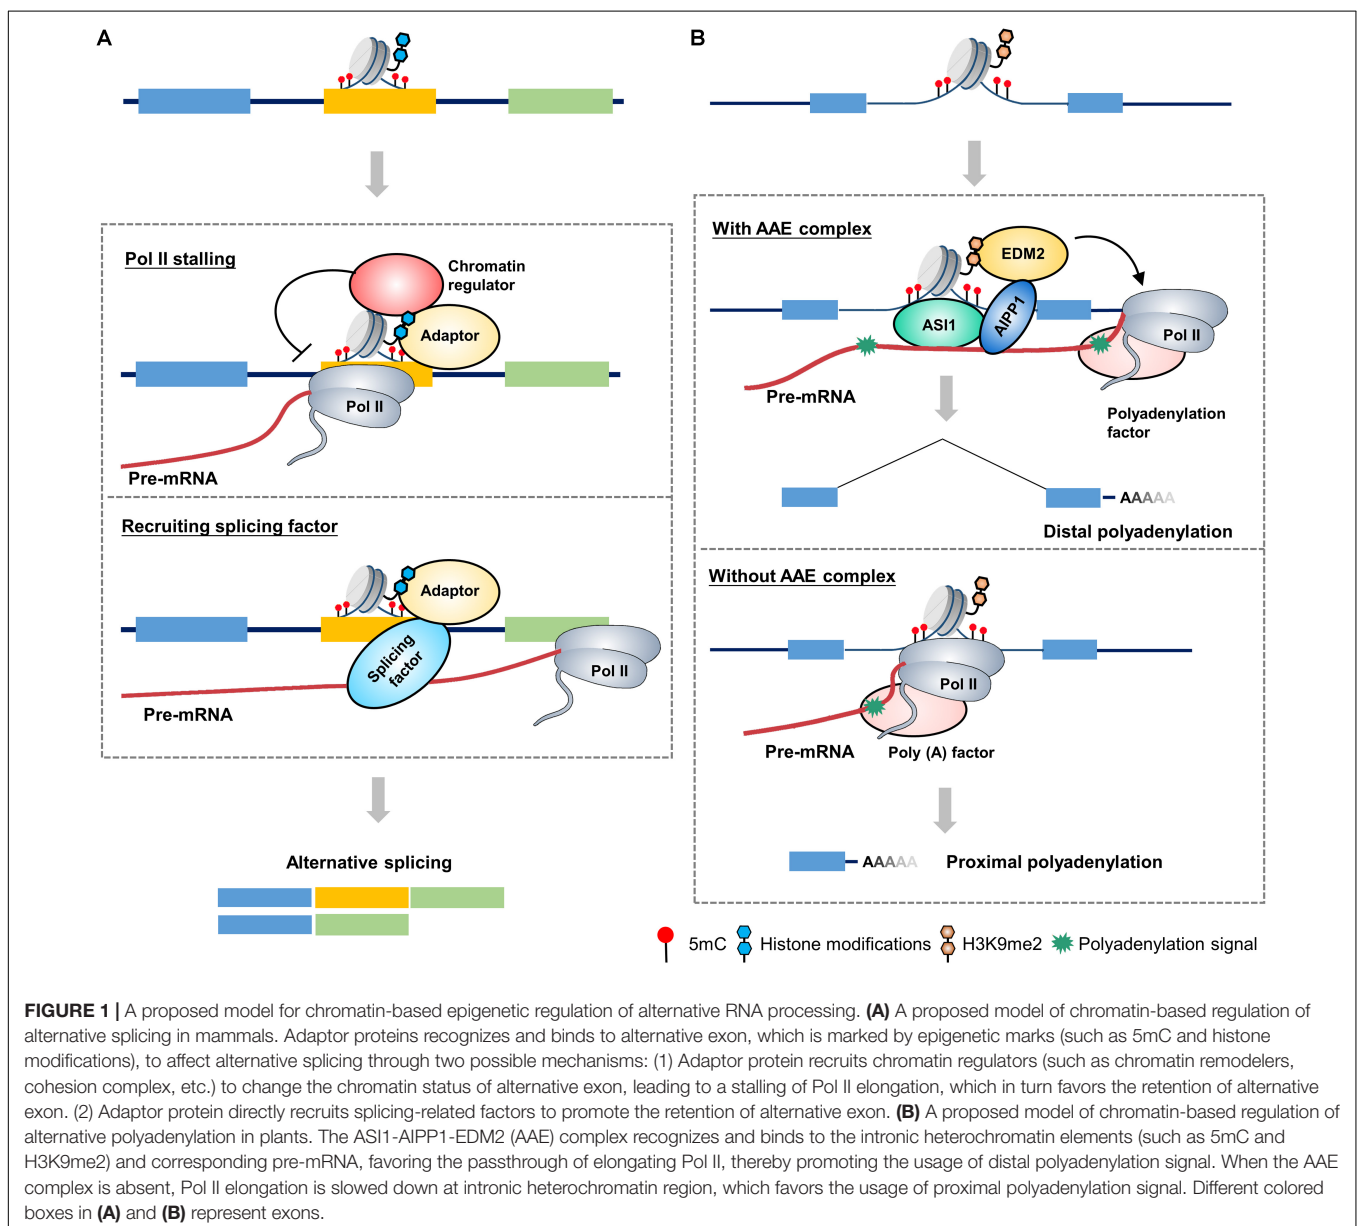 A
Pol II stalling
Chromatin
regulator
Adaptor
Pol II
Pre-mRNA
Recruiting splicing factor
Adaptor
Splicing
factor
Pol II
Pre-mRNA
Alternative splicing
B
With AAE complex
EDM2
ASI1
AIPP1
Pol II
Pre-mRNA
Polyadenylation
factor
AAAAA
Distal polyadenylation
Without AAE complex
Pol II
Pre-mRNA
Poly (A) factor
AAAAA
Proximal polyadenylation
5mC
Histone modifications
H3K9me2
Polyadenylation signal
FIGURE 1 | A proposed model for chromatin-based epigenetic regulation of alternative RNA processing. (A) A proposed model of chromatin-based regulation of
alternative splicing in mammals. Adaptor proteins recognizes and binds to alternative exon, which is marked by epigenetic marks (such as 5mC and histone
modifications), to affect alternative splicing through two possible mechanisms: (1) Adaptor protein recruits chromatin regulators (such as chromatin remodelers,
cohesion complex, etc.) to change the chromatin status of alternative exon, leading to a stalling of Pol II elongation, which in turn favors the retention of alternative
exon. (2) Adaptor protein directly recruits splicing-related factors to promote the retention of alternative exon. (B) A proposed model of chromatin-based regulation of
alternative polyadenylation in plants. The ASI1-AIPP1-EDM2 (AAE) complex recognizes and binds to the intronic heterochromatin elements (such as 5mC and
H3K9me2) and corresponding pre-mRNA, favoring the passthrough of elongating Pol II, thereby promoting the usage of distal polyadenylation signal. When the AAE
complex is absent, Pol II elongation is slowed down at intronic heterochromatin region, which favors the usage of proximal polyadenylation signal. Different colored
boxes in (A) and (B) represent exons.